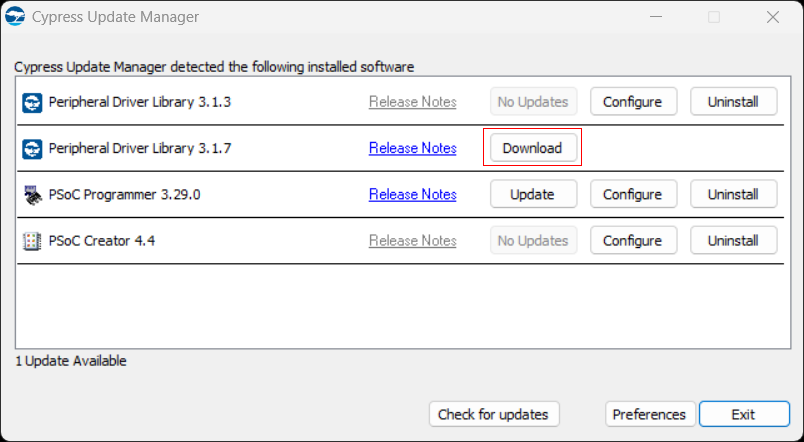 Cypress Update Manager
Cypress Update Manager detected the following installed software
Peripheral Driver Library 3.1.3 Release Notes No Updates Configure Uninstall
Peripheral Driver Library 3.1.7 Release Notes Download
PSoC Programmer 3.29.0 Release Notes Update Configure Uninstall
PSoC Creator 4.4 Release Notes No Updates Configure Uninstall
1 Update Available
Check for updates Preferences Exit